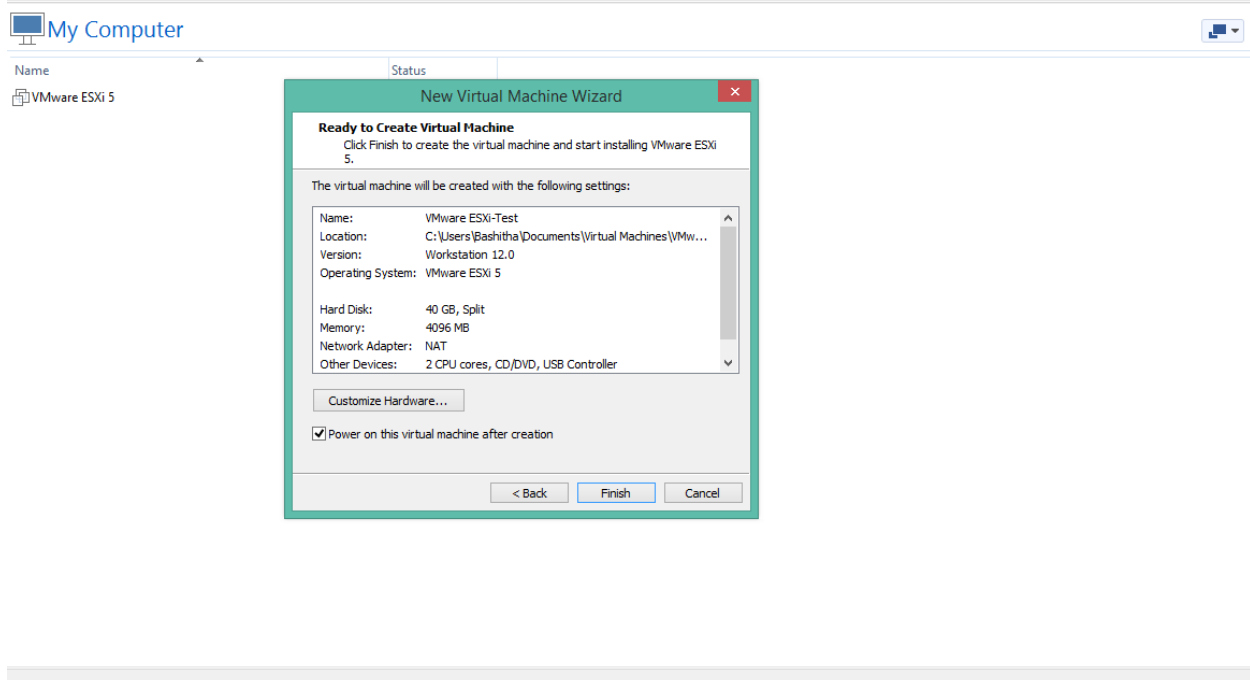 My Computer
Name Status
VMware ESXi 5
New Virtual Machine Wizard
Ready to Create Virtual Machine
Click Finish to create the virtual machine and start installing VMware ESXi
5.
The virtual machine will be created with the following settings:
Name: VMware ESXi-Test
Location: C:\Users\Bashitha\Documents\Virtual Machines\VMw...
Version: Workstation 12.0
Operating System: VMware ESXi 5
Hard Disk: 40 GB, Split
Memory: 4096 MB
Network Adapter: NAT
Other Devices: 2 CPU cores, CD/DVD, USB Controller
Customize Hardware...
Power on this virtual machine after creation
< Back Finish Cancel